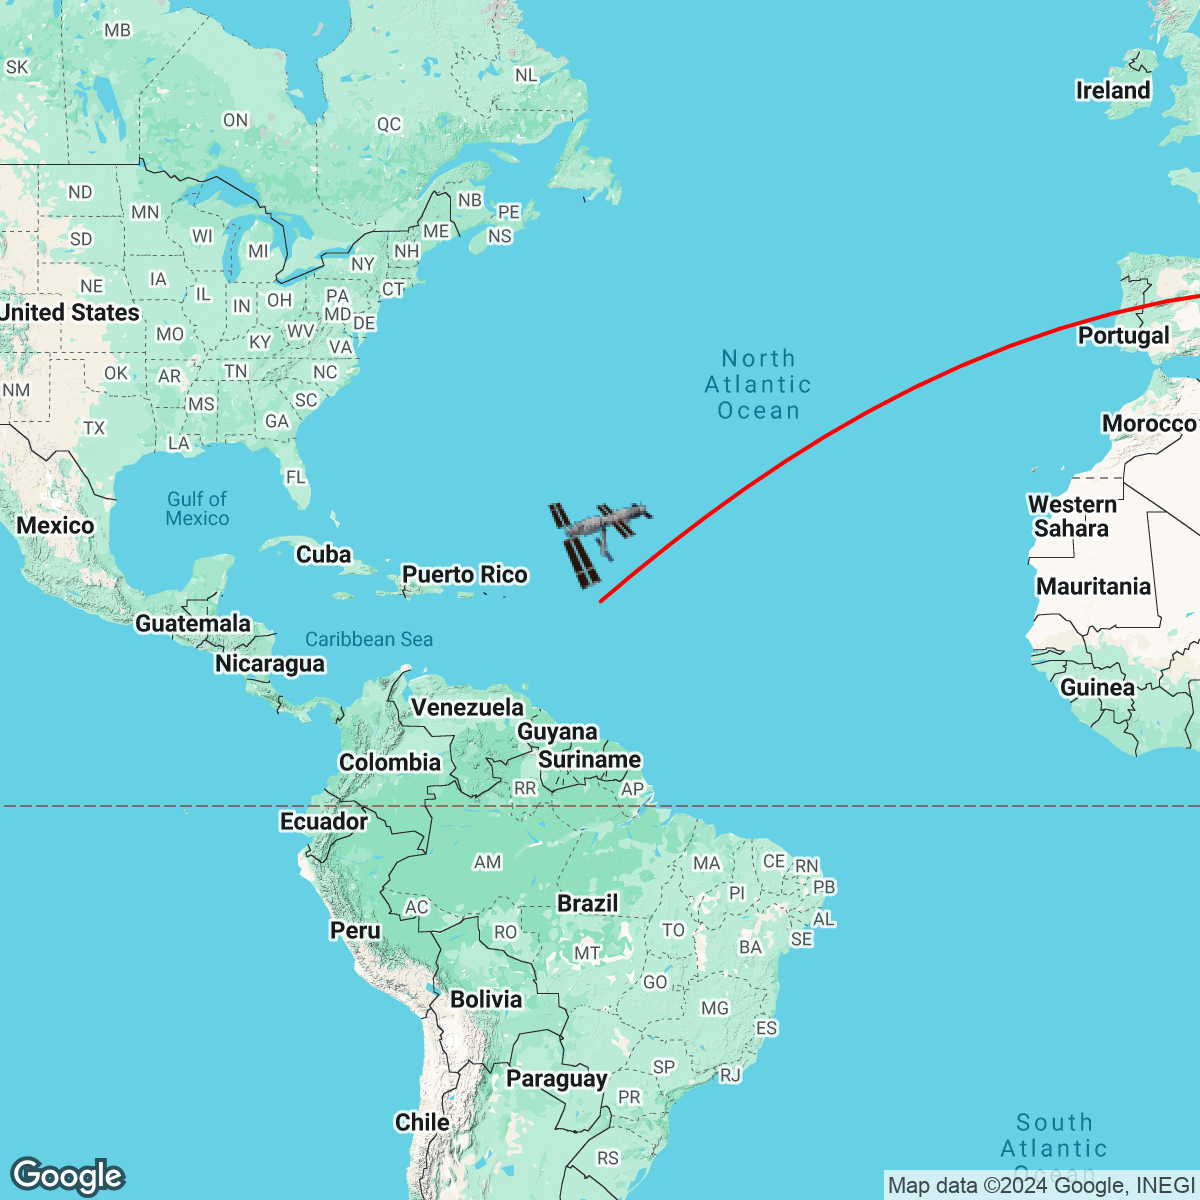 MB
SK
NL
Ireland
ON
QC
ND
NB
MN
PE
ME
WI
NS
SD
MI
NH
NY
IA
NE
CT
IL
PA
OH
IN
United States
MD
DE
WV
MO
KY
VA
Portugal
North
Atlantic
Ocean
TN
NC
OK
AR
NM
SC
MS
GA
Morocco
TX
LA
FL
Gulf of
Mexico
Western
Sahara
Mexico
Cuba
Puerto Rico
Mauritania
Guatemala
Caribbean Sea
Nicaragua
Guinea
Venezuela
Guyana
Suriname
Colombia
RR
AP
Ecuador
AM
MA
CE
RN
PB
PI
Brazil
AC
AL
Peru
RO
TO
SE
BA
MT
GO
Bolivia
MG
ES
SP
RJ
Paraguay
PR
Chile
South
Atlantic
Ocean
RS
Google
Map data ©2024 Google, INEGI